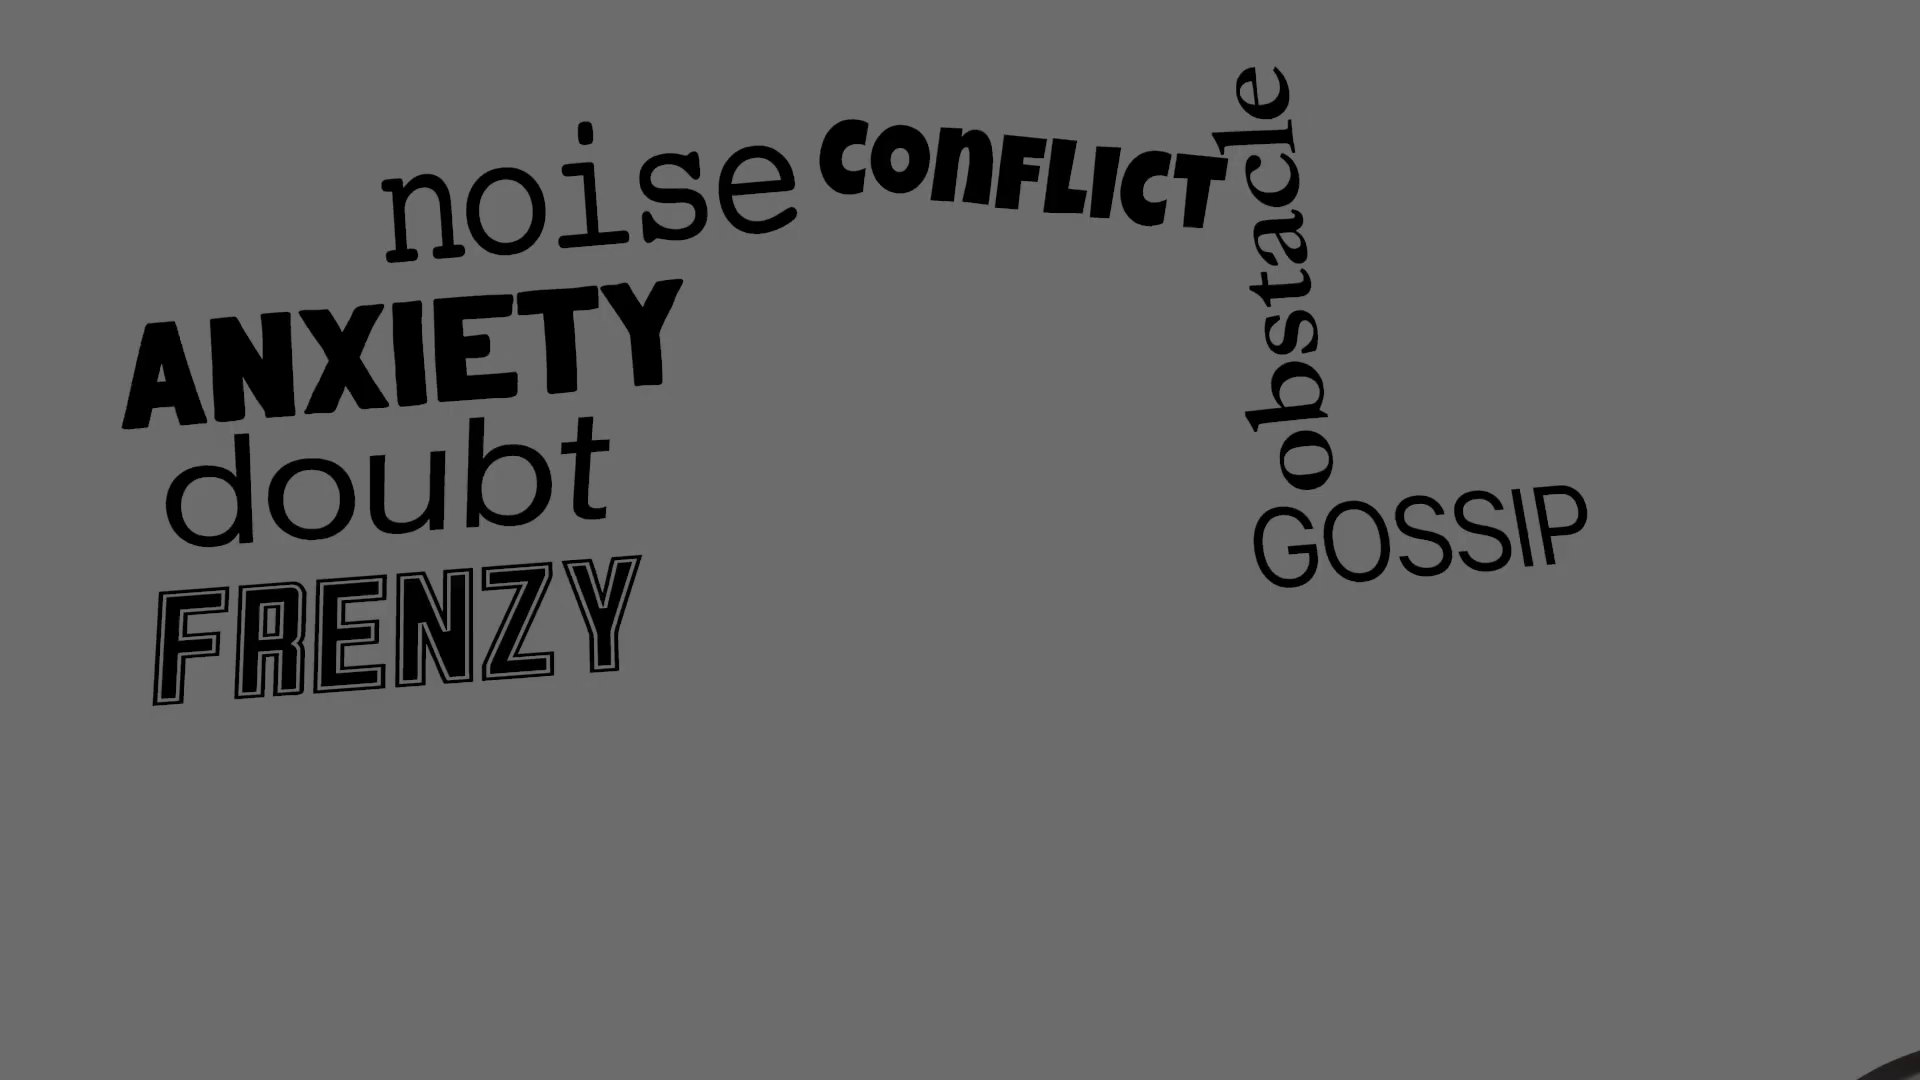 noise
CONFLICT
obstacle
ANXIETY
doubt
GOSSIP
FRENZY